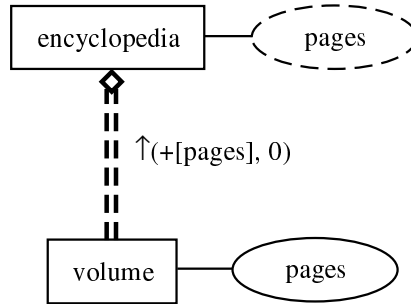 encyclopedia
pages
↑(+[pages], 0)
volume
pages